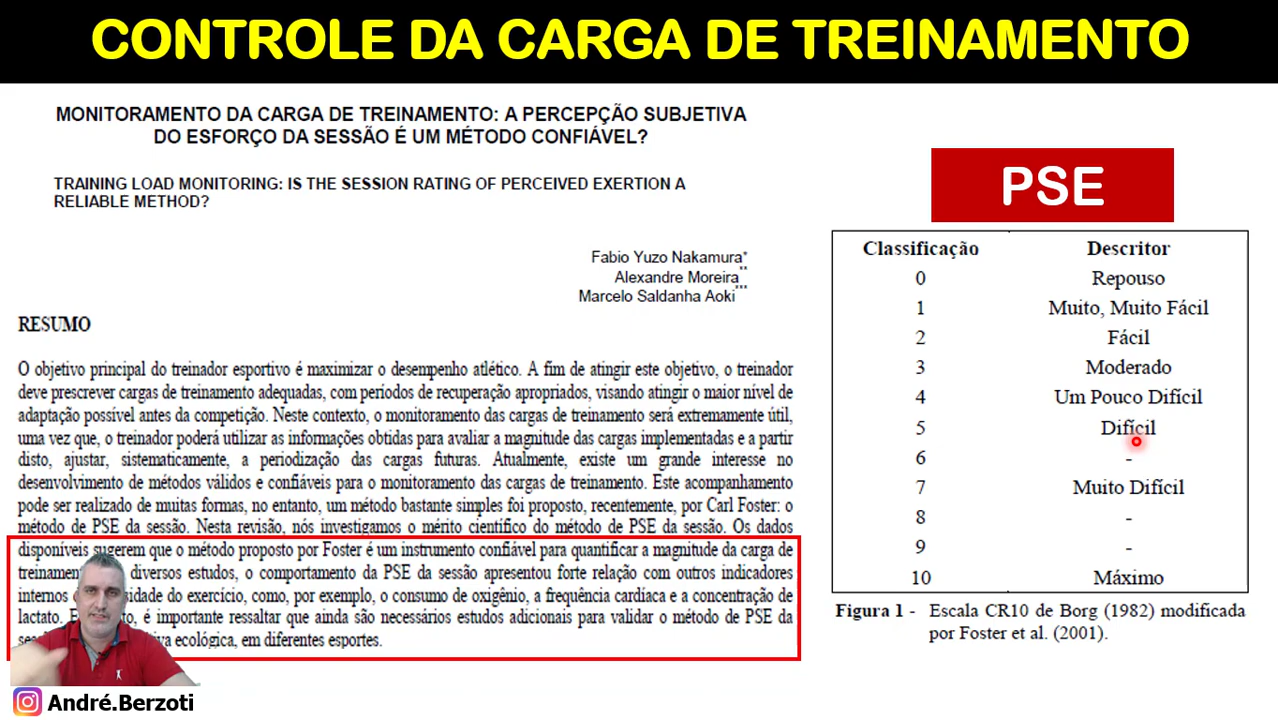 CONTROLE DA CARGA DE TREINAMENTO
MONITORAMENTO DA CARGA DE TREINAMENTO: A PERCEPÇÃO SUBJETIVA
DO ESFORÇO DA SESSÃO É UM MÉTODO CONFIÁVEL?
TRAINING LOAD MONITORING: IS THE SESSION RATING OF PERCEIVED EXERTION A
RELIABLE METHOD?
Fabio Yuzo Nakamura*
Alexandre Moreira**
Marcelo Saldanha Aoki***
RESUMO
O objetivo principal do treinador esportivo é maximizar o desempenho atlético. A fim de atingir este objetivo, o treinador
deve prescrever cargas de treinamento adequadas, com períodos de recuperação apropriados, visando atingir o maior nível de
adaptação possível antes da competição. Neste contexto, o monitoramento das cargas de treinamento será extremamente útil,
uma vez que, o treinador poderá utilizar as informações obtidas para avaliar a magnitude das cargas implementadas e a partir
disto, ajustar, sistematicamente, a periodização das cargas futuras. Atualmente, existe um grande interesse no
desenvolvimento de métodos válidos e confiáveis para o monitoramento das cargas de treinamento. Este acompanhamento
pode ser realizado de muitas formas, no entanto, um método bastante simples foi proposto, recentemente, por Carl Foster: o
método de PSE da sessão. Nesta revisão, nós investigamos o mérito científico do método de PSE da sessão. Os dados
disponíveis sugerem que o método proposto por Foster é um instrumento confiável para quantificar a magnitude da carga de
diversos estudos, o comportamento da PSE da sessão apresentou forte relação com outros indicadores
internos do exercício, como, por exemplo, o consumo de oxigênio, a frequência cardíaca e a concentração de
lactato. é importante ressaltar que ainda são necessários estudos adicionais para validar o método de PSE da
ecológica, em diferentes esportes.
PSE
Classificação Descritor
0 Repouso
1 Muito, Muito Fácil
2 Fácil
3 Moderado
4 Um Pouco Difícil
5 Difícil
6 -
7 Muito Difícil
8 -
9 -
10 Máximo
Figura 1 - Escala CR10 de Borg (1982) modificada
por Foster et al. (2001).
André.Berzoti